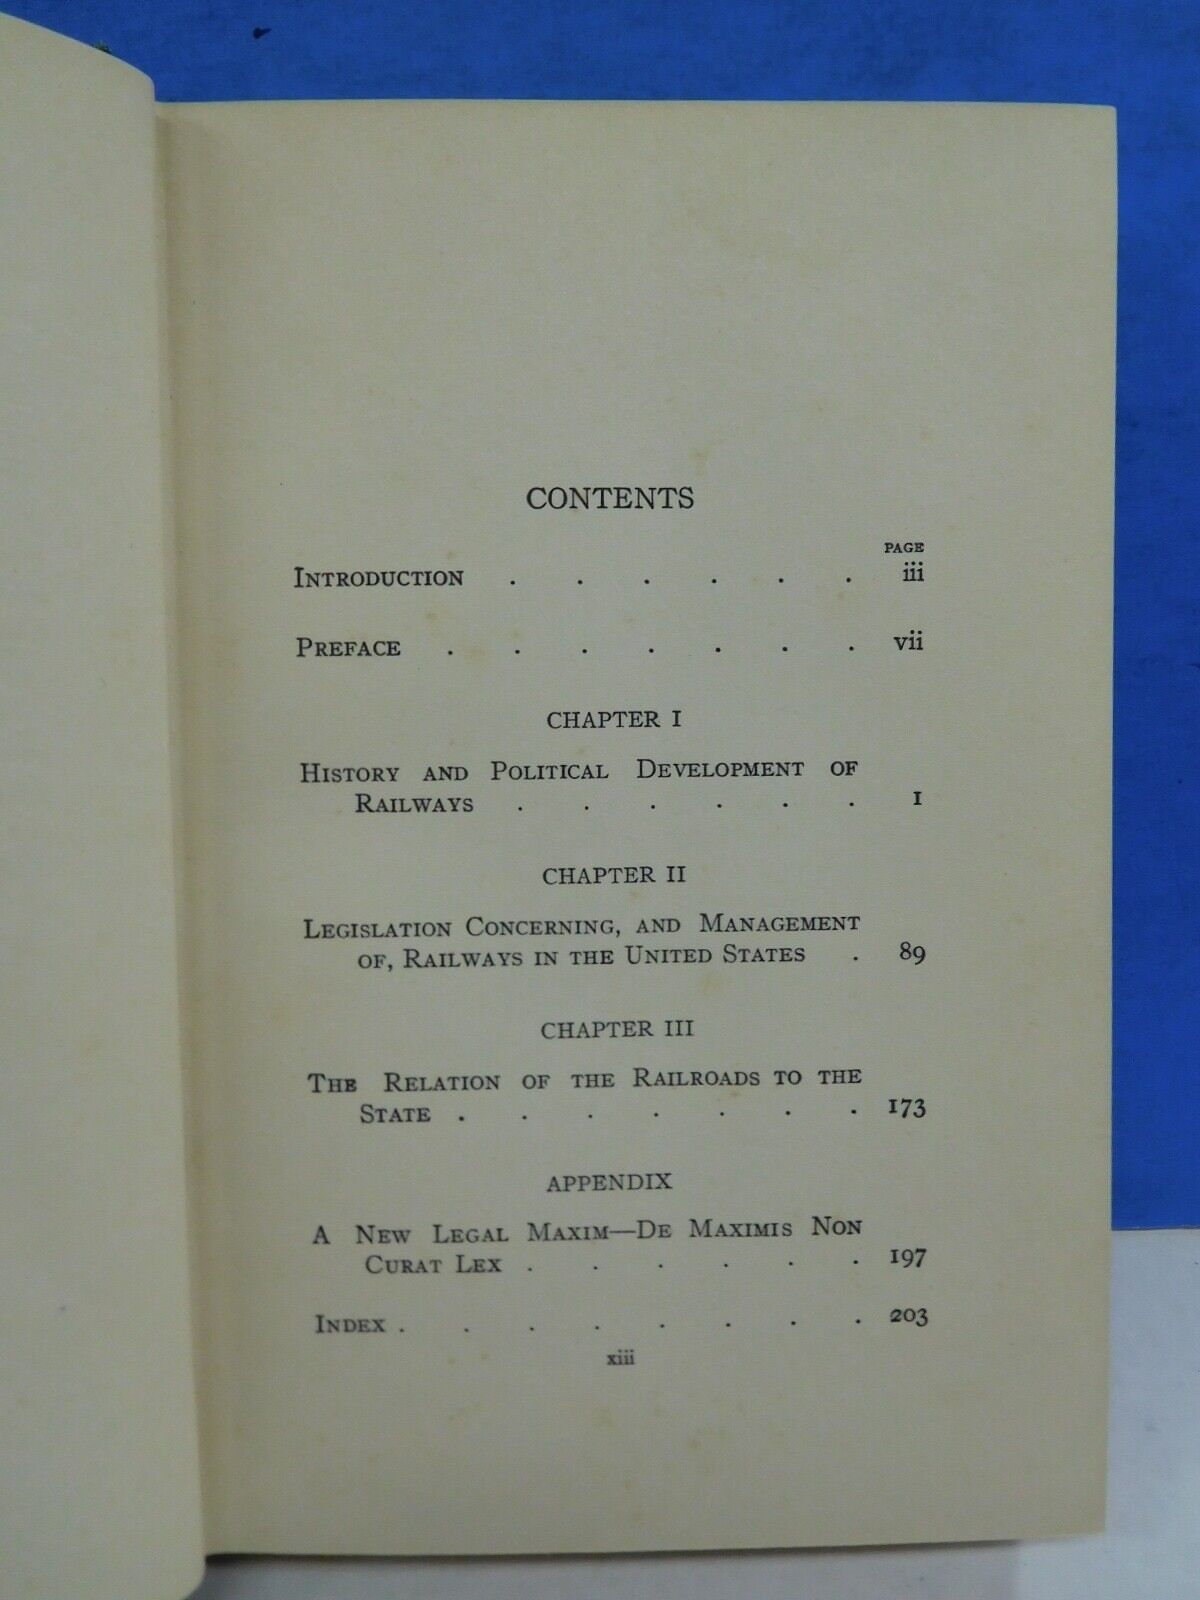 CONTENTS
PAGE
INTRODUCTION . . . . . . iii
PREFACE . . . . . . . vii
CHAPTER I
HISTORY AND POLITICAL DEVELOPMENT OF
RAILWAYS . . . . . . 1
CHAPTER II
LEGISLATION CONCERNING, AND MANAGEMENT
OF, RAILWAYS IN THE UNITED STATES . 89
CHAPTER III
THE RELATION OF THE RAILROADS TO THE
STATE . . . . . . . 173
APPENDIX
A NEW LEGAL MAXIM—DE MAXIMIS NON
CURAT LEX . . . . . . 197
INDEX . . . . . . . . 203
xiii